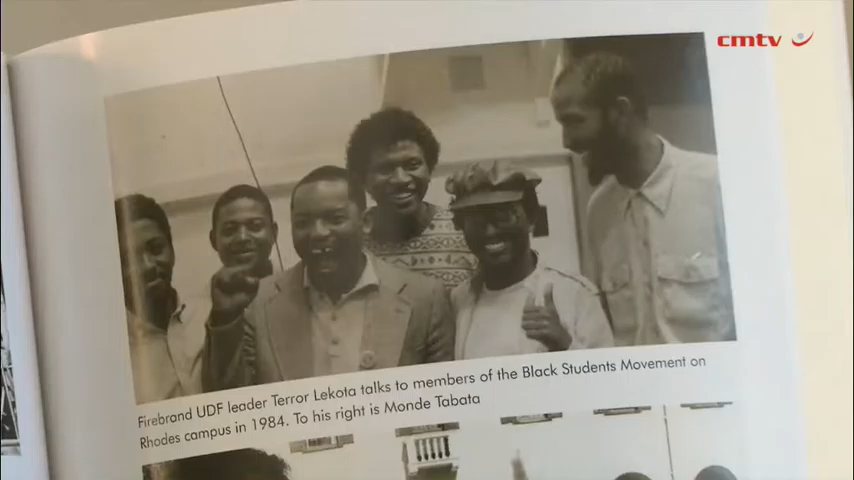 cmtv
Firebrand UDF leader Terror Lekota talks to members of the Black Students Movement on
Rhodes campus in 1984. To his right is Monde Tabata